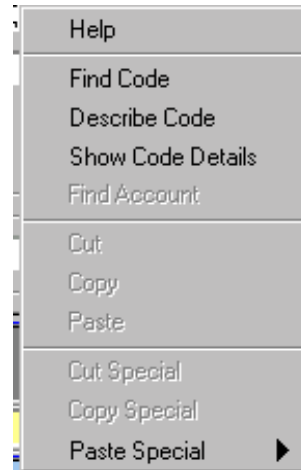 Help
Find Code
Describe Code
Show Code Details
Find Account
Cut
Copy
Paste
Cut Special
Copy Special
Paste Special